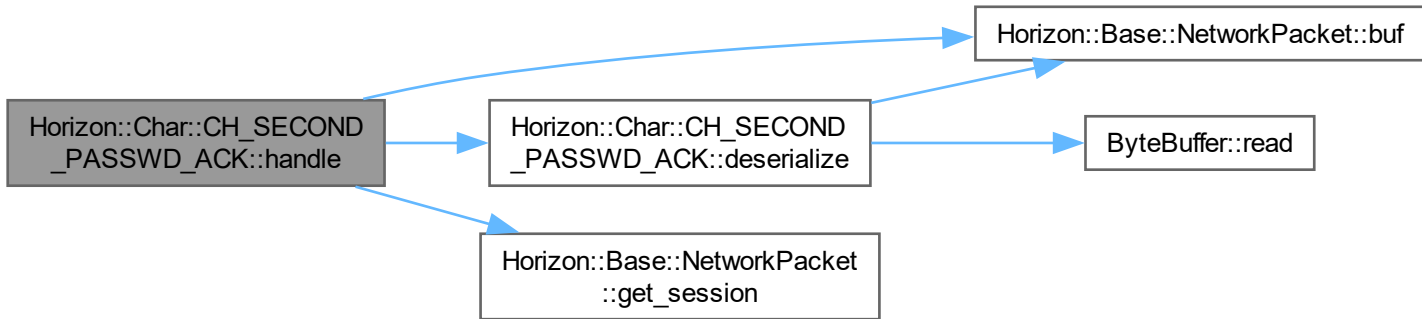 Horizon::Base::NetworkPacket::buf
Horizon::Char::CH_SECOND
_PASSWD_ACK::handle
Horizon::Char::CH_SECOND
_PASSWD_ACK::deserialize
ByteBuffer::read
Horizon::Base::NetworkPacket
::get_session